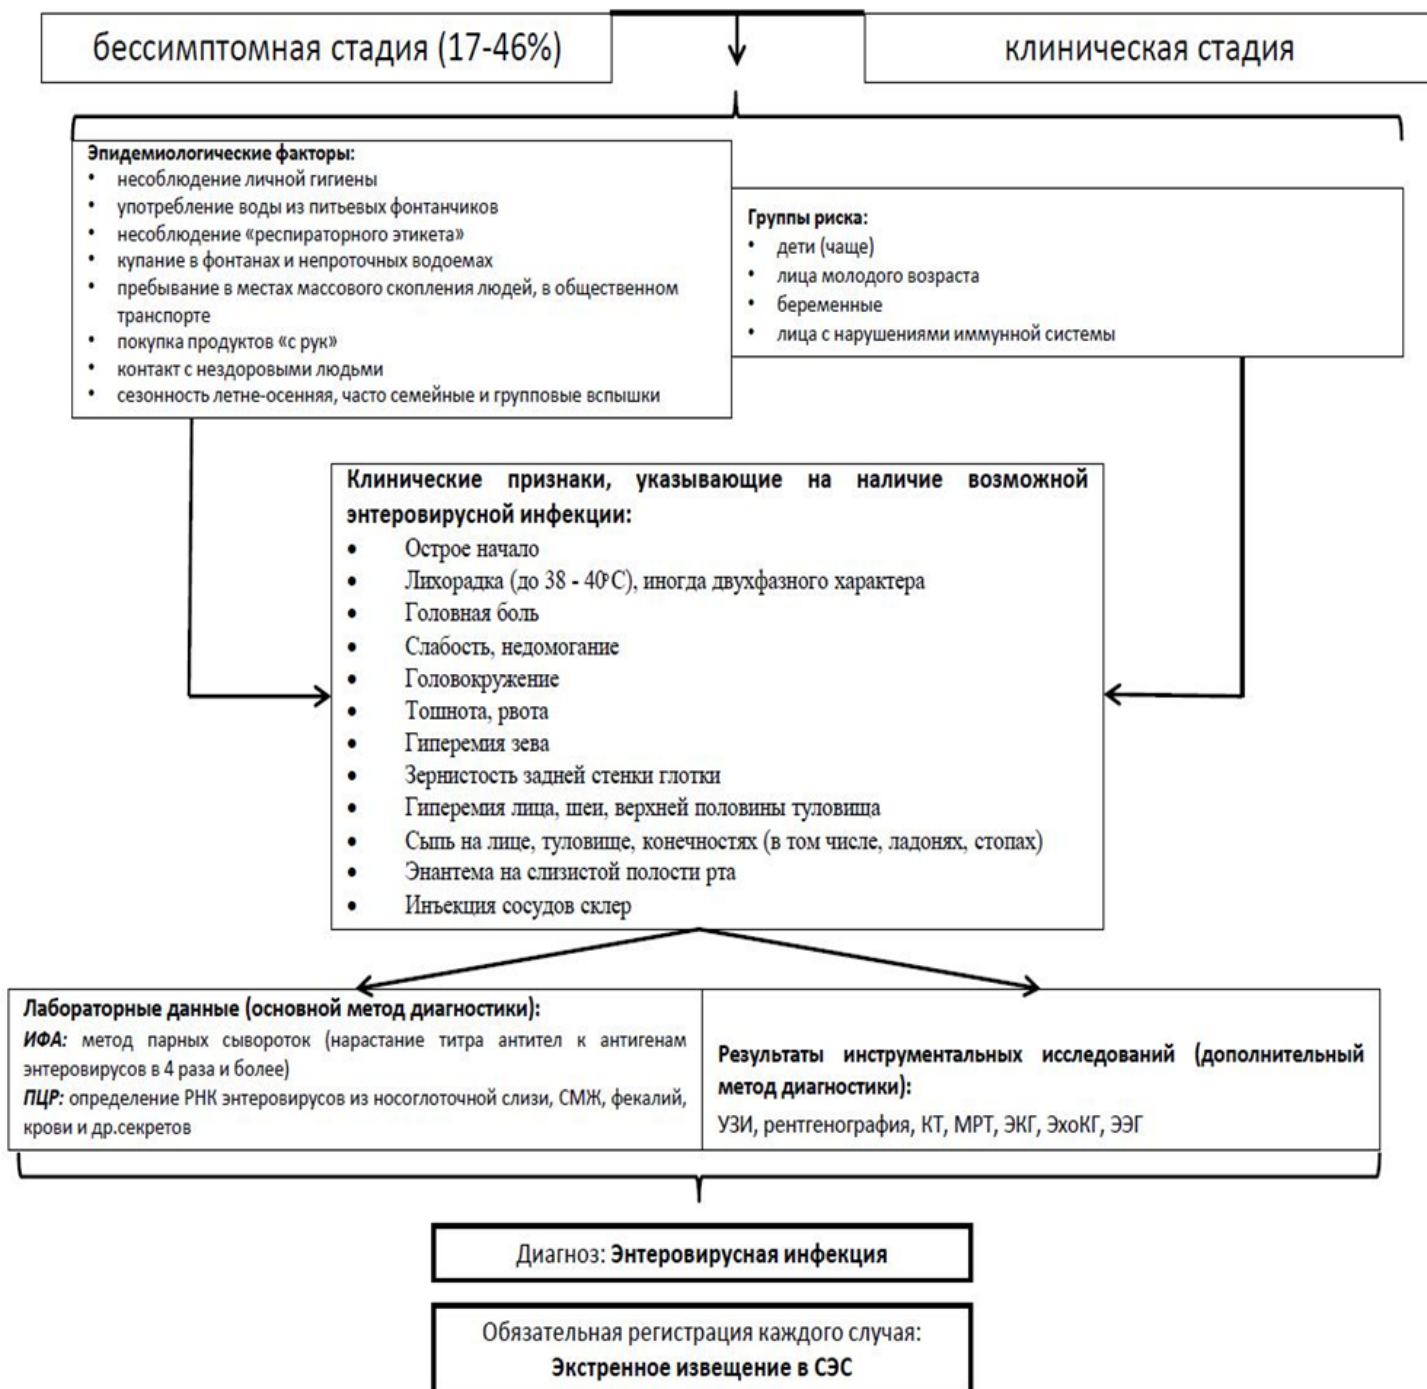 бессимптомная стадия (17-46%)
клиническая стадия
Эпидемиологические факторы:
• несоблюдение личной гигиены
• употребление воды из питьевых фонтанчиков
• несоблюдение «респираторного этикета»
• купание в фонтанах и непроточных водоемах
• пребывание в местах массового скопления людей, в общественном
транспорте
• покупка продуктов «с рук»
• контакт с нездоровыми людьми
• сезонность летне-осенняя, часто семейные и групповые вспышки
Группы риска:
• дети (чаще)
• лица молодого возраста
• беременные
• лица с нарушениями иммунной системы
Клинические признаки, указывающие на наличие возможной
энтеровирусной инфекции:
• Острое начало
• Лихорадка (до 38 - 40ºС), иногда двухфазного характера
• Головная боль
• Слабость, недомогание
• Головокружение
• Тошнота, рвота
• Гиперемия зева
• Зернистость задней стенки глотки
• Гиперемия лица, шеи, верхней половины туловища
• Сыпь на лице, туловище, конечностях (в том числе, ладонях, стопах)
• Энантема на слизистой полости рта
• Инъекция сосудов склер
Лабораторные данные (основной метод диагностики):
ИФА: метод парных сывороток (нарастание титра антител к антигенам
энтеровирусов в 4 раза и более)
ПЦР: определение РНК энтеровирусов из носоглоточной слизи, СМЖ, фекалий,
крови и др.секретов
Результаты инструментальных исследований (дополнительный
метод диагностики):
УЗИ, рентгенография, КТ, МРТ, ЭКГ, ЭхоКГ, ЭЭГ
Диагноз: Энтеровирусная инфекция
Обязательная регистрация каждого случая:
Экстренное извещение в СЭС